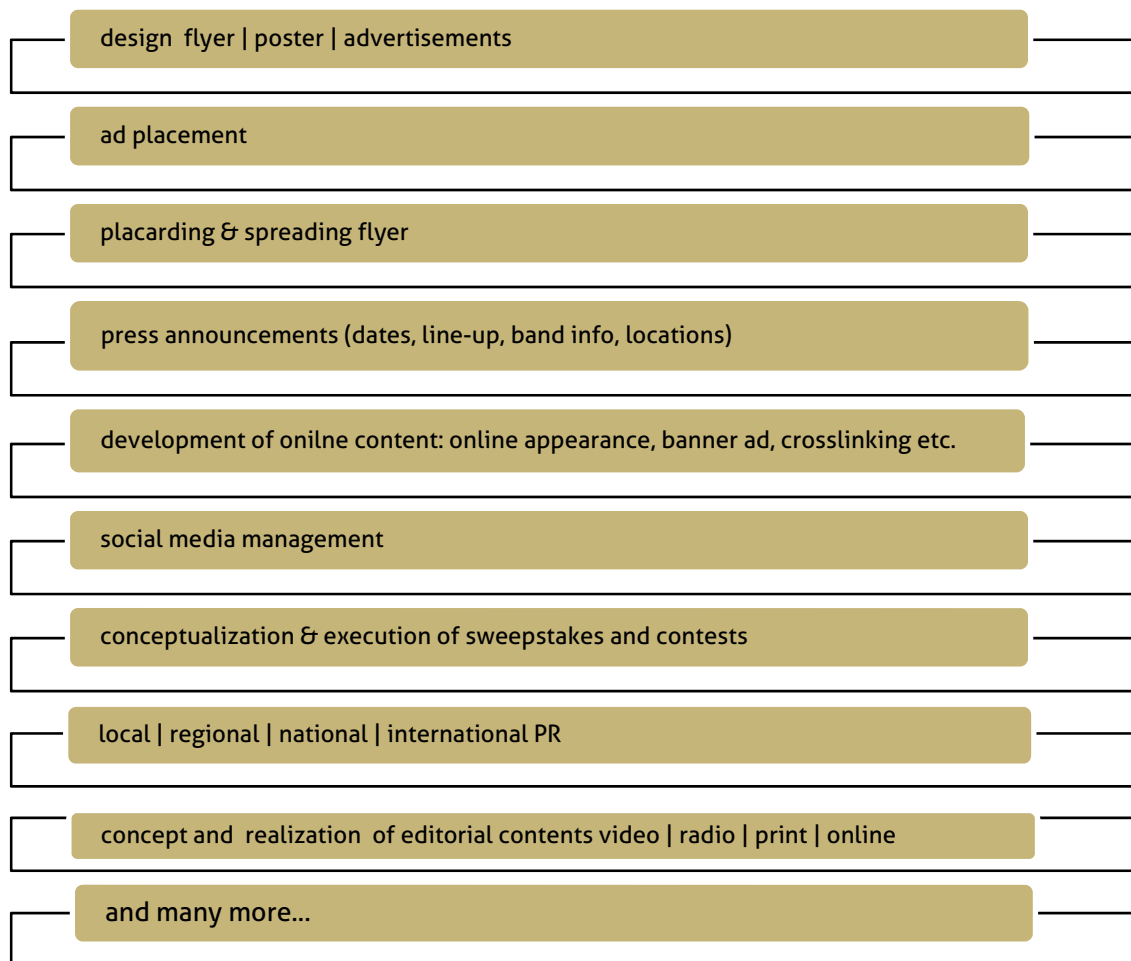 design  flyer | poster | advertisements
ad placement
placarding & spreading flyer
press announcements (dates, line-up, band info, locations)
development of onilne content: online appearance, banner ad, crosslinking etc.
social media management
conceptualization & execution of sweepstakes and contests
local | regional | national | international PR
concept and  realization  of editorial contents video | radio | print | online
and many more...